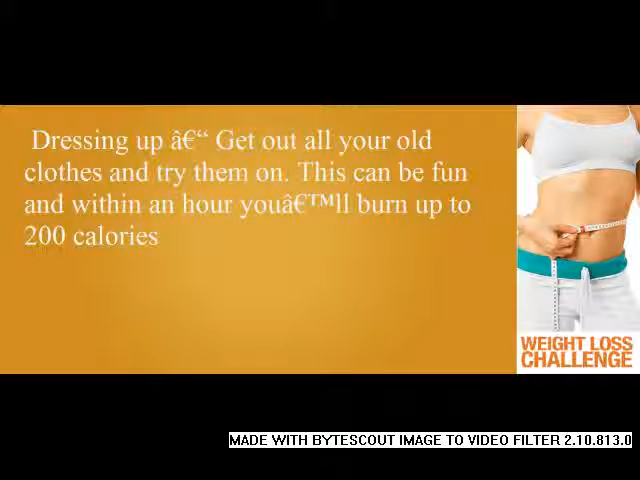 Dressing up â€“ Get out all your old
clothes and try them on. This can be fun
and within an hour youâ€™ll burn up to
200 calories
WEIGHT LOSS
CHALLENGE
MADE WITH BYTESCOUT IMAGE TO VIDEO FILTER 2.10.813.0